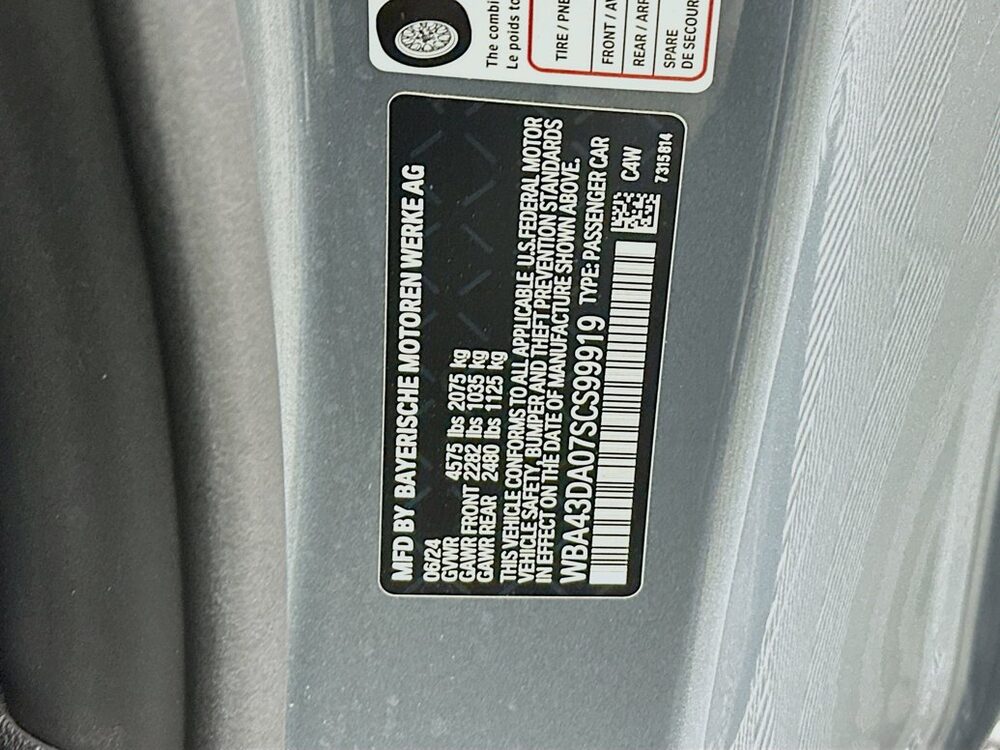 The combi
Le poids to
TIRE / PNE
FRONT / AV
REAR / ARR
SPARE
DE SECOUR
MFD BY BAYERISCHE MOTOREN WERKE AG
06/24
GVWR 4575 lbs 2075 kg
GAWR FRONT 2282 lbs 1035 kg
GAWR REAR 2480 lbs 1125 kg
THIS VEHICLE CONFORMS TO ALL APPLICABLE U.S.FEDERAL MOTOR
VEHICLE SAFETY, BUMPER AND THEFT PREVENTION STANDARDS
IN EFFECT ON THE DATE OF MANUFACTURE SHOWN ABOVE.
WBA43DA07SCS99919 TYPE: PASSENGER CAR
C4W
7315814